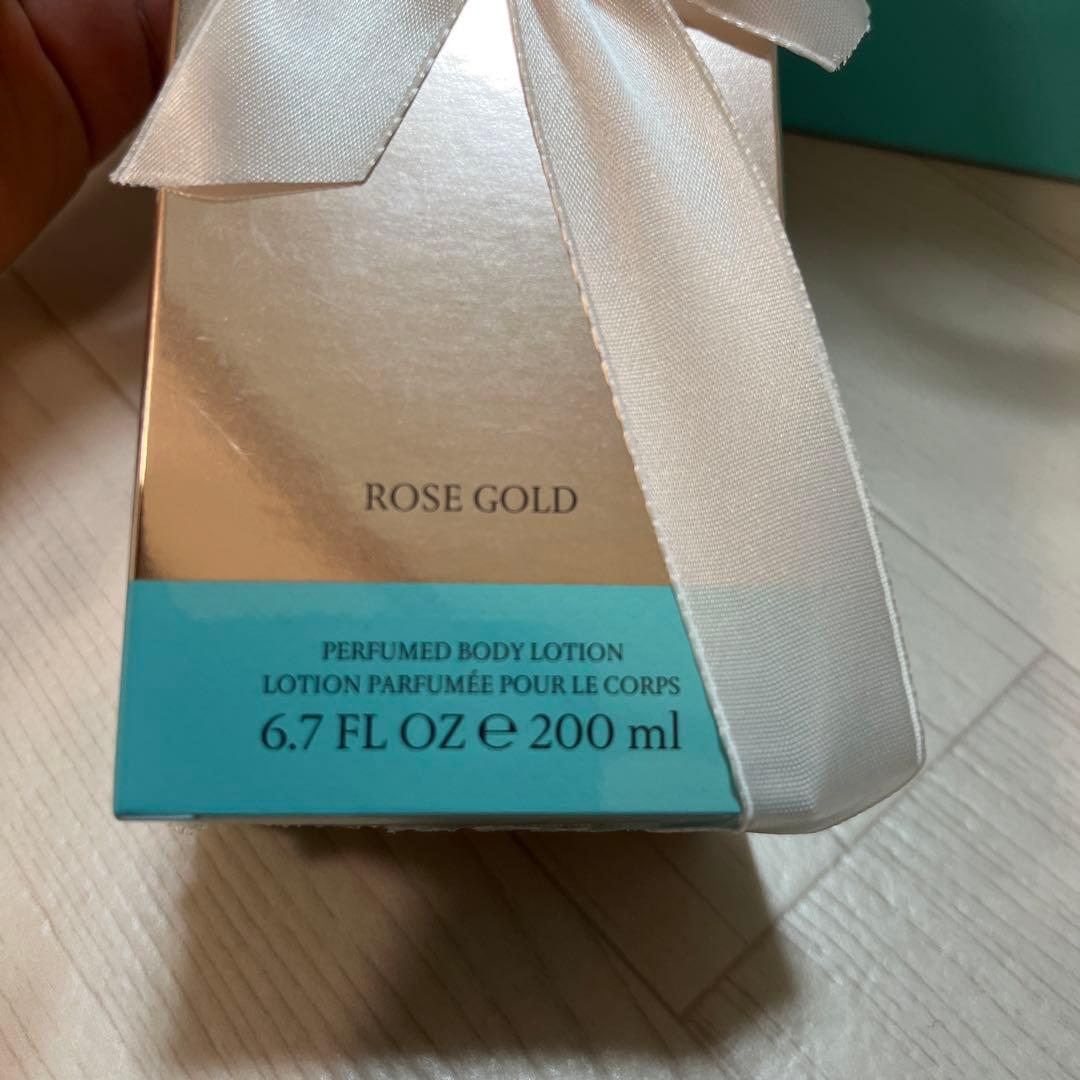 ROSE GOLD
PERFUMED BODY LOTION
LOTION PARFUMÉE POUR LE CORPS
6.7 FL OZ ℮ 200 ml